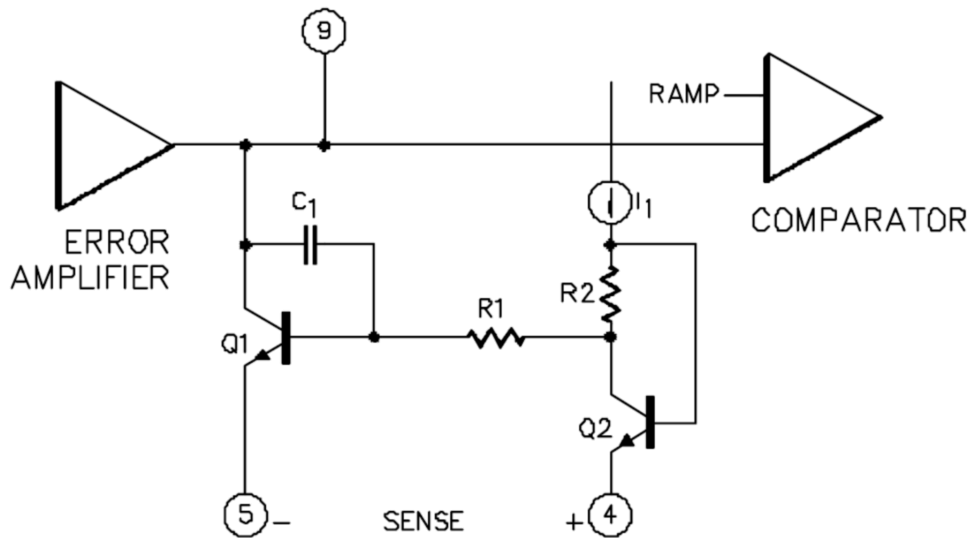 9
RAMP
C1
I1
ERROR
AMPLIFIER
COMPARATOR
R2
R1
Q1
Q2
5 -
SENSE
+ 4